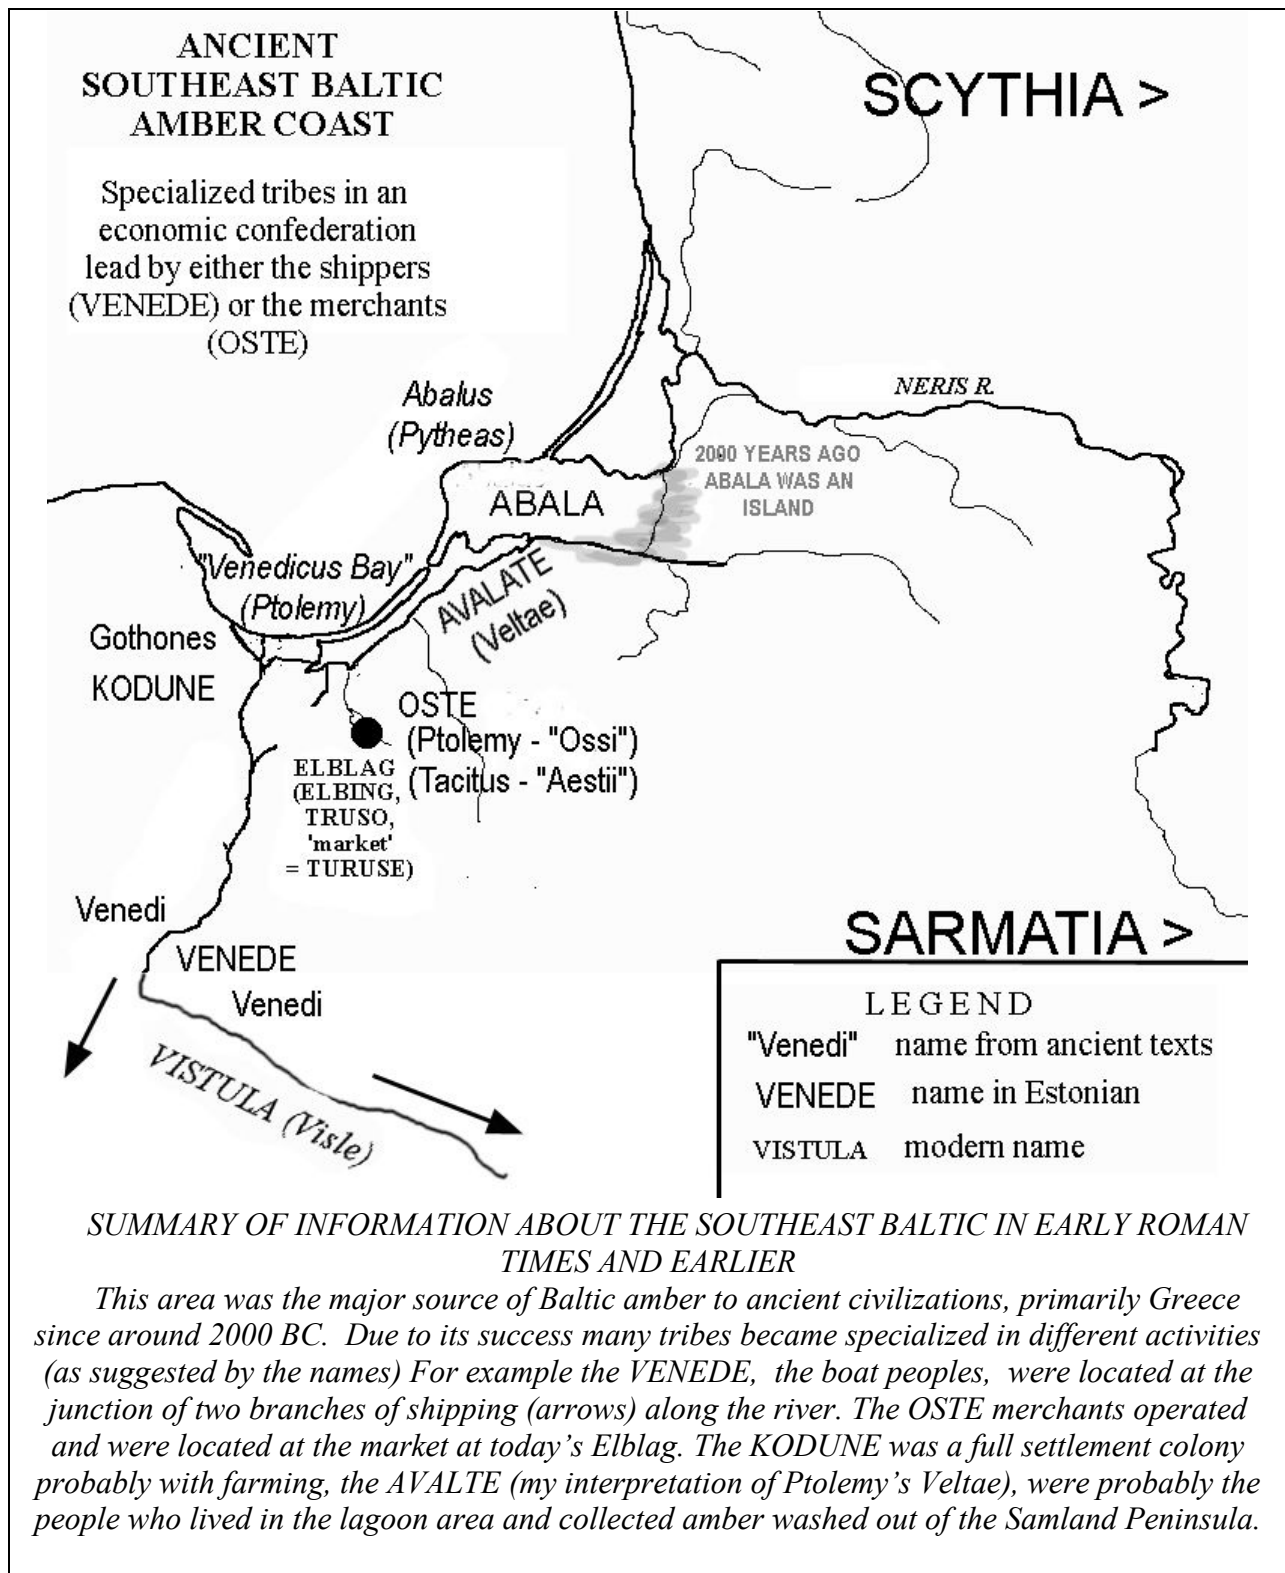 ANCIENT
SOUTHEAST BALTIC
AMBER COAST
Specialized tribes in an
economic confederation
lead by either the shippers
(VENEDE) or the merchants
(OSTE)
SCYTHIA >
Abalus
(Pytheas)
NERIS R.
2000 YEARS AGO
ABALA WAS AN
ISLAND
ABALA
"Venedicus Bay"
(Ptolemy)
AVALATE
(Veltae)
Gothones
KODUNE
OSTE
(Ptolemy - "Ossi")
(Tacitus - "Aestii")
ELBLAG
(ELBING,
TRUSO,
'market'
= TURUSE)
Venedi
VENEDE
Venedi
VISTULA (Visle)
SARMATIA >
LEGEND
"Venedi" name from ancient texts
VENEDE name in Estonian
VISTULA modern name
SUMMARY OF INFORMATION ABOUT THE SOUTHEAST BALTIC IN EARLY ROMAN
TIMES AND EARLIER
This area was the major source of Baltic amber to ancient civilizations, primarily Greece
since around 2000 BC. Due to its success many tribes became specialized in different activities
(as suggested by the names) For example the VENEDE, the boat peoples, were located at the
junction of two branches of shipping (arrows) along the river. The OSTE merchants operated
and were located at the market at today's Elblag. The KODUNE was a full settlement colony
probably with farming, the AVALTE (my interpretation of Ptolemy's Veltae), were probably the
people who lived in the lagoon area and collected amber washed out of the Samland Peninsula.